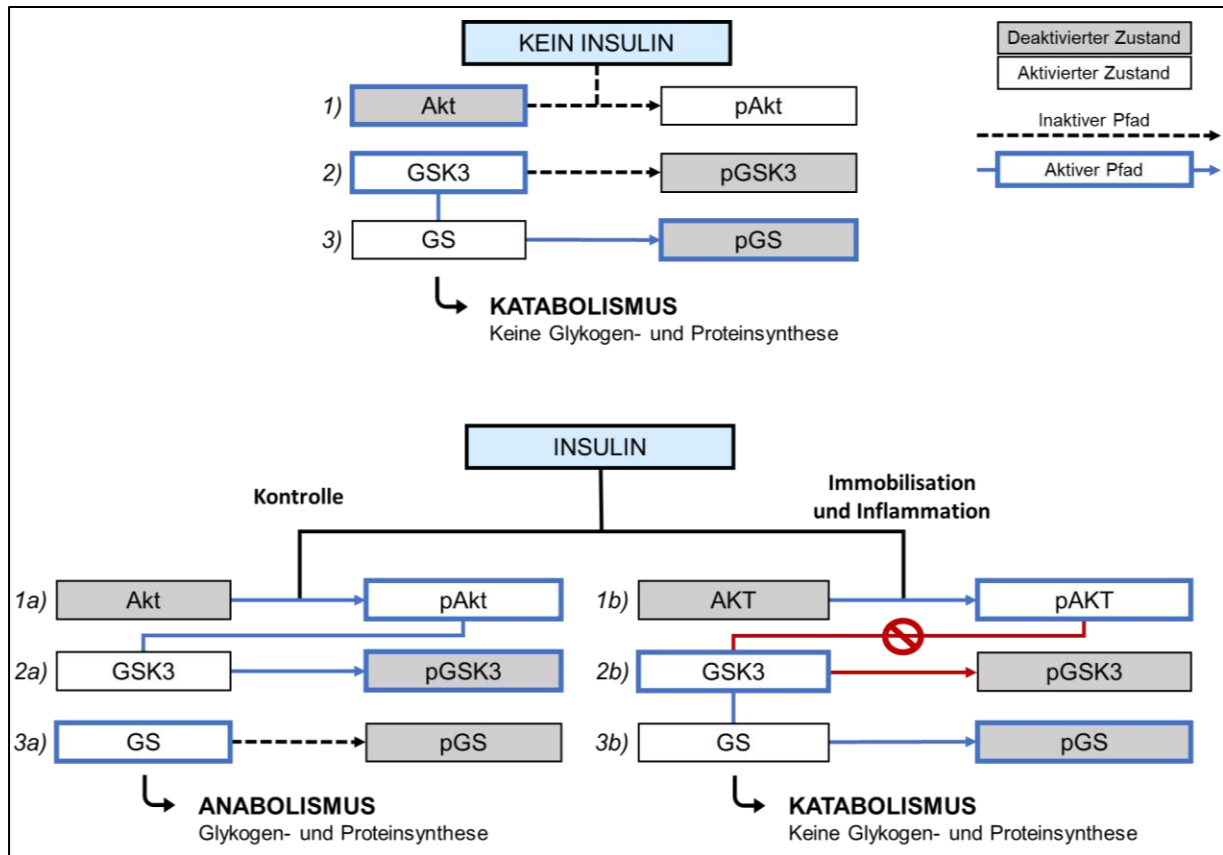 KEIN INSULIN
Deaktivierter Zustand
Aktivierter Zustand
Inaktiver Pfad
Aktiver Pfad
1) Akt pAkt
2) GSK3 pGSK3
3) GS pGS
KATABOLISMUS
Keine Glykogen- und Proteinsynthese
INSULIN
Kontrolle
Immobilisation
und Inflammation
1a) Akt pAkt
2a) GSK3 pGSK3
3a) GS pGS
ANABOLISMUS
Glykogen- und Proteinsynthese
1b) AKT pAKT
2b) GSK3 pGSK3
3b) GS pGS
KATABOLISMUS
Keine Glykogen- und Proteinsynthese